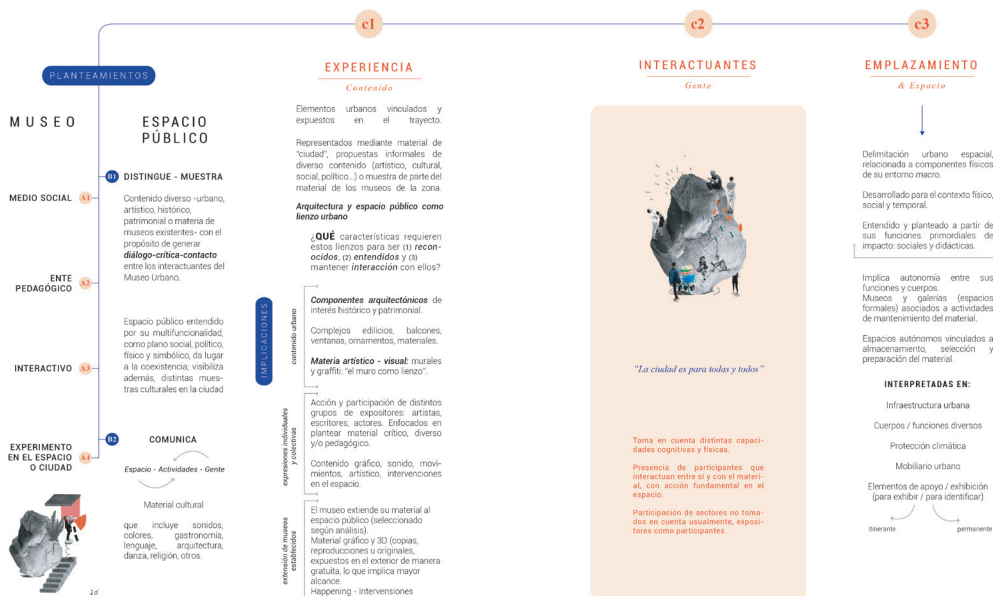 c1
c2
c3
PLANTEAMIENTOS
MUSEO
ESPACIO
PÚBLICO
MEDIO SOCIAL
A1
ENTE
PEDAGÓGICO
A2
INTERACTIVO
A3
EXPERIMENTO
EN EL ESPACIO
O CIUDAD
A4
1d
B1
DISTINGUE - MUESTRA
Contenido diverso -urbano,
artístico, histórico,
patrimonial o materia de
museos existentes- con el
propósito de generar
diálogo-crítica-contacto
entre los interactuantes del
Museo Urbano.
Espacio público entendido
por su multifuncionalidad,
como plano social, político,
físico y simbólico, da lugar
a la coexistencia; visibiliza
además, distintas mues-
tras culturales en la ciudad
B2
COMUNICA
Espacio - Actividades - Gente
Material cultural
que incluye sonidos,
colores, gastronomía,
lenguaje, arquitectura,
danza, religión, otros.
EXPERIENCIA
Contenido
Elementos urbanos vinculados y
expuestos en el trayecto.
Representados mediante material de
"ciudad", propuestas informales de
diverso contenido (artístico, cultural,
social, político...) o muestra de parte del
material de los museos de la zona.
Arquitectura y espacio público como
lienzo urbano
¿QUÉ características requieren
estos lienzos para ser (1) recon-
ocidos, (2) entendidos y (3)
mantener interacción con ellos?
IMPLICACIONES
contenido urbano
Componentes arquitectónicos de
interés histórico y patrimonial.
Complejos edilicios, balcones,
ventanas, ornamentos, materiales.
Materia artístico - visual: murales
y graffiti: "el muro como lienzo".
expresiones individuales
y colectivas
Acción y participación de distintos
grupos de expositores: artistas,
escritores, actores. Enfocados en
plantear material crítico, diverso
y/o pedagógico.
Contenido gráfico, sonido, movi-
mientos, artístico, intervenciones
en el espacio.
extensión de museos
establecidos
El museo extiende su material al
espacio público (seleccionado
según análisis).
Material gráfico y 3D (copias,
reproducciones u originales,
expuestos en el exterior de manera
gratuita, lo que implica mayor
alcance.
Happening - Intervensiones
INTERACTUANTES
Gente
"La ciudad es para todas y todos"
Toma en cuenta distintas capaci-
dades cognitivas y físicas.
Presencia de participantes que
interactuan entre sí y con el materi-
al, con acción fundamental en el
espacio.
Participación de sectores no toma-
dos en cuenta usualmente, exposi-
tores como participantes.
EMPLAZAMIENTO
& Espacio
Delimitación urbano espacial,
relacionada a componentes físicos
de su entorno macro.
Desarrollado para el contexto físico,
social y temporal.
Entendido y planteado a partir de
sus funciones primordiales de
impacto: sociales y didácticas.
Implica autonomía entre sus
funciones y cuerpos.
Museos y galerías (espacios
formales) asociados a actividades
de mantenimiento del material.
Espacios autónomos vinculados a
almacenamiento, selección y
preparación del material.
INTERPRETADAS EN:
Infraestructura urbana
Cuerpos / funciones diversos
Protección climática
Mobiliario urbano
Elementos de apoyo / exhibición
(para exhibir / para identificar)
itinerante
permanente